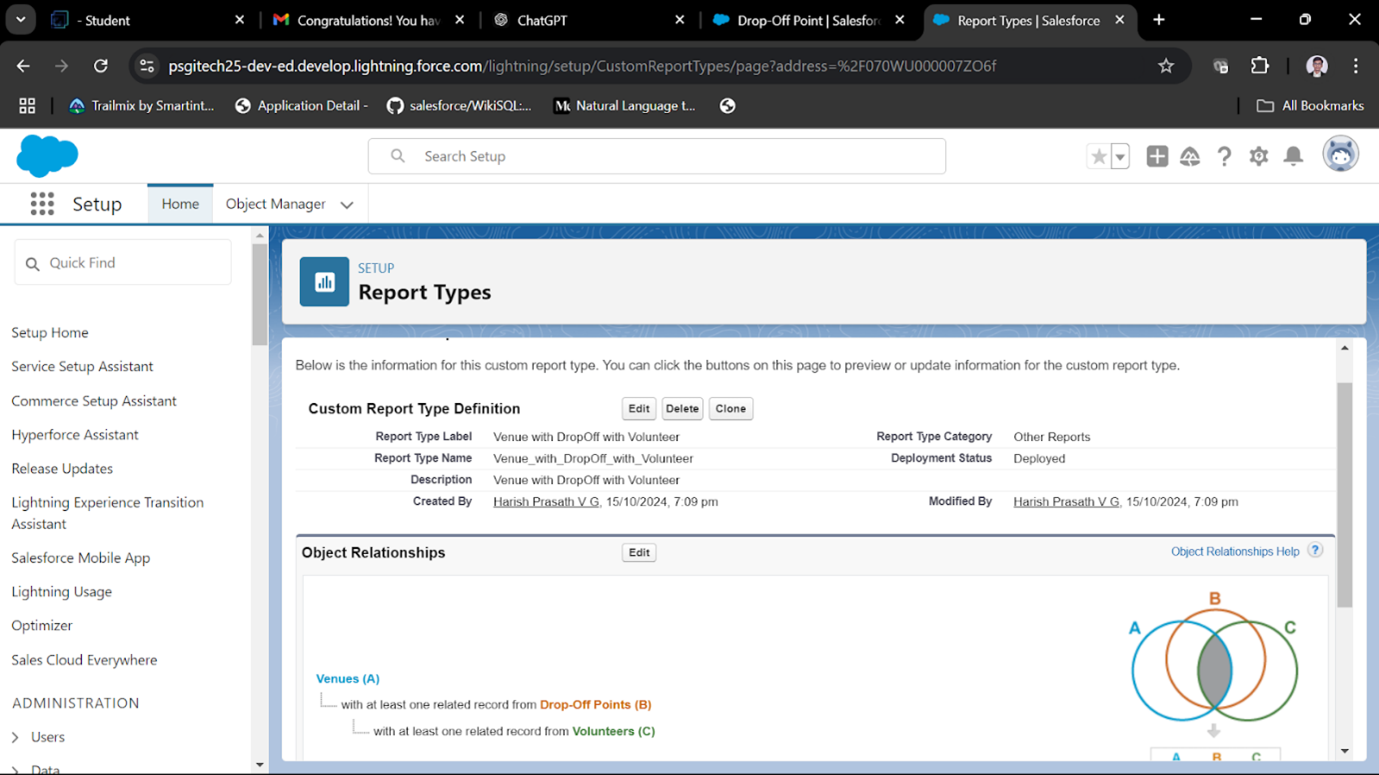 - Student
Congratulations! You hav
ChatGPT
Drop-Off Point | Salesforc
Report Types | Salesforce
psgitech25-dev-ed.develop.lightning.force.com/lightning/setup/CustomReportTypes/page?address=%2F070WU000007ZO6f
Trailmix by Smartint...
Application Detail -
salesforce/WikiSQL:...
Natural Language t...
All Bookmarks
Search Setup
Setup
Home
Object Manager
Quick Find
Setup Home
Service Setup Assistant
Commerce Setup Assistant
Hyperforce Assistant
Release Updates
Lightning Experience Transition
Assistant
Salesforce Mobile App
Lightning Usage
Optimizer
Sales Cloud Everywhere
ADMINISTRATION
Users
Data
SETUP
Report Types
Below is the information for this custom report type. You can click the buttons on this page to preview or update information for the custom report type.
Custom Report Type Definition
Edit Delete Clone
Report Type Label Venue with DropOff with Volunteer Report Type Category Other Reports
Report Type Name Venue_with_DropOff_with_Volunteer Deployment Status Deployed
Description Venue with DropOff with Volunteer
Created By Harish Prasath V G, 15/10/2024, 7:09 pm Modified By Harish Prasath V G, 15/10/2024, 7:09 pm
Object Relationships Edit Object Relationships Help ?
B
A C
Venues (A)
with at least one related record from Drop-Off Points (B)
with at least one related record from Volunteers (C)
A B C